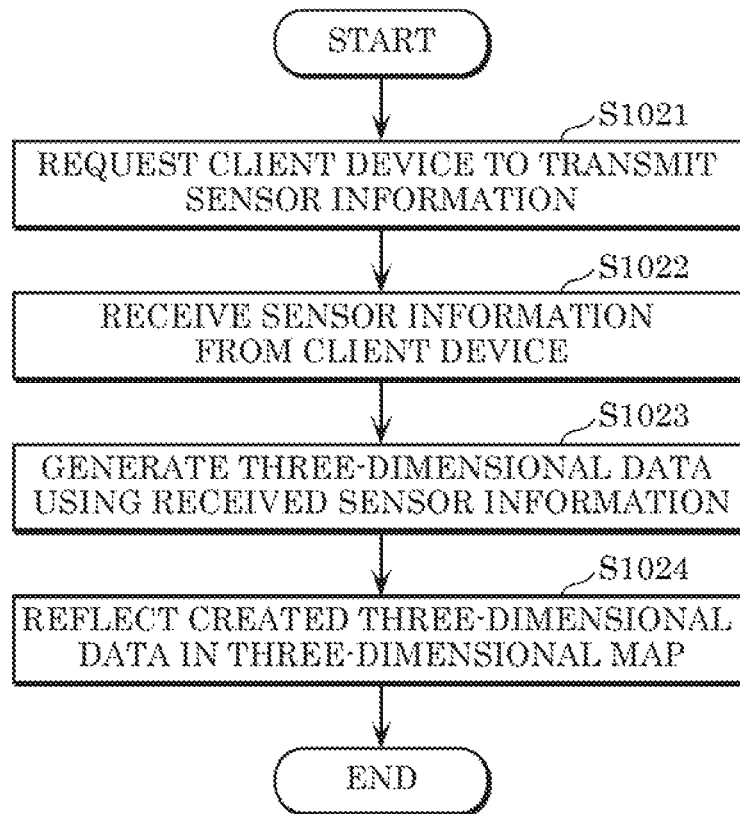 START
S1021
REQUEST CLIENT DEVICE TO TRANSMIT
SENSOR INFORMATION
S1022
RECEIVE SENSOR INFORMATION
FROM CLIENT DEVICE
S1023
GENERATE THREE-DIMENSIONAL DATA
USING RECEIVED SENSOR INFORMATION
S1024
REFLECT CREATED THREE-DIMENSIONAL
DATA IN THREE-DIMENSIONAL MAP
END